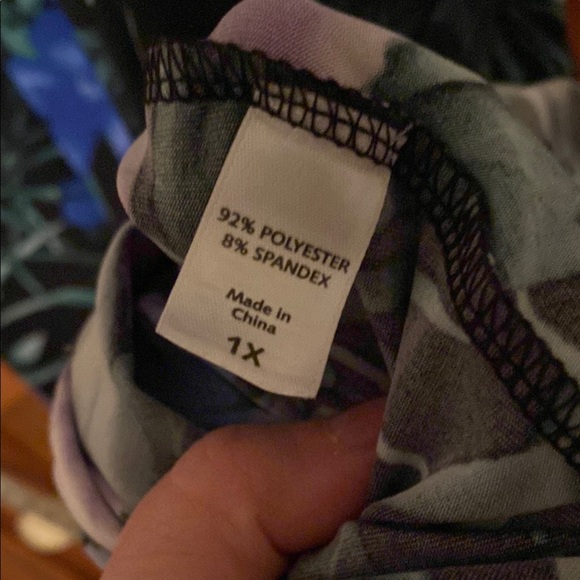 92% POLYESTER
8% SPANDEX
Made in
China
1X